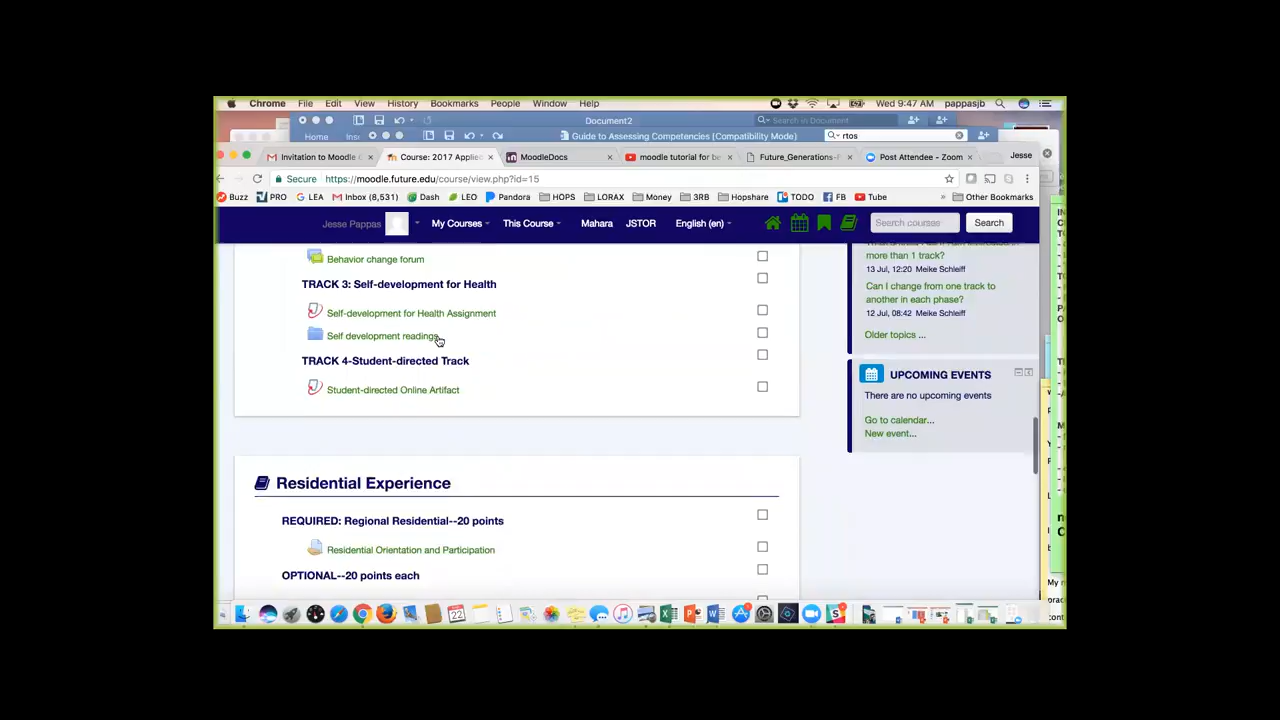 Chrome File Edit View History Bookmarks People Window Help Wed 9:47 AM pappasjb
Document2 Search in Document
Home Guide to Assessing Competencies [Compatibility Mode] rtos
Invitation to Moodle Course: 2017 Applie MoodleDocs moodle tutorial for be Future_Generations- Post Attendee - Zoom Jesse
Secure https://moodle.future.edu/course/view.php?id=15
Buzz PRO LEA Inbox (8,531) Dash LEO Pandora HOPS LORAX Money 3RB Hopshare TODO FB Tube Other Bookmarks
Jesse Pappas My Courses This Course Mahara JSTOR English (en) Search courses Search
Behavior change forum
TRACK 3: Self-development for Health
Self-development for Health Assignment
Self development readings
TRACK 4-Student-directed Track
Student-directed Online Artifact
Residential Experience
REQUIRED: Regional Residential--20 points
Residential Orientation and Participation
OPTIONAL--20 points each
more than 1 track?
13 Jul, 12:20 Meike Schleiff
Can I change from one track to
another in each phase?
12 Jul, 08:42 Meike Schleiff
Older topics ...
UPCOMING EVENTS
There are no upcoming events
Go to calendar...
New event...